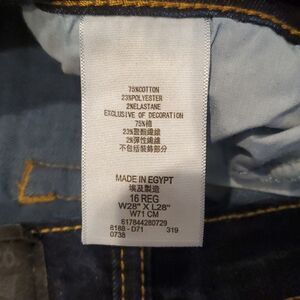 75%COTTON
23%POLYESTER
2%ELASTANE
EXCLUSIVE OF DECORATION
75%棉
23%聚酯纖維
2%彈性纖維
不包括裝飾部分
MADE IN EGYPT
埃及製造
16 REG
W28" X L28"
W71 CM
617844280729
8188 - D71 319
0738